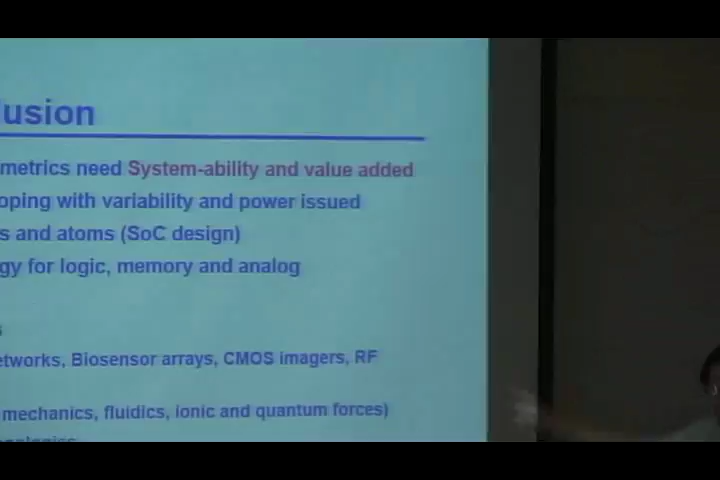 lusion
metrics need System-ability and value added
oping with variability and power issued
s and atoms (SoC design)
gy for logic, memory and analog
s
etworks, Biosensor arrays, CMOS imagers, RF
mechanics, fluidics, ionic and quantum forces)